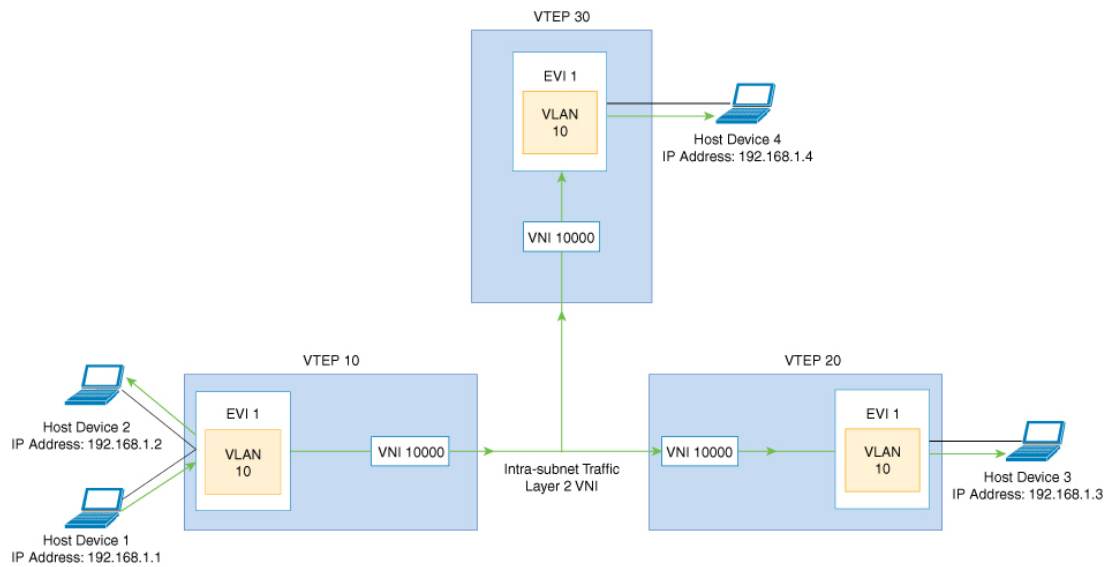 VTEP 30
EVI 1
VLAN
10
Host Device 4
IP Address: 192.168.1.4
VNI 10000
VTEP 10
VTEP 20
Host Device 2
IP Address: 192.168.1.2
EVI 1
VLAN
10
VNI 10000
Intra-subnet Traffic
Layer 2 VNI
VNI 10000
EVI 1
VLAN
10
Host Device 3
IP Address: 192.168.1.3
Host Device 1
IP Address: 192.168.1.1